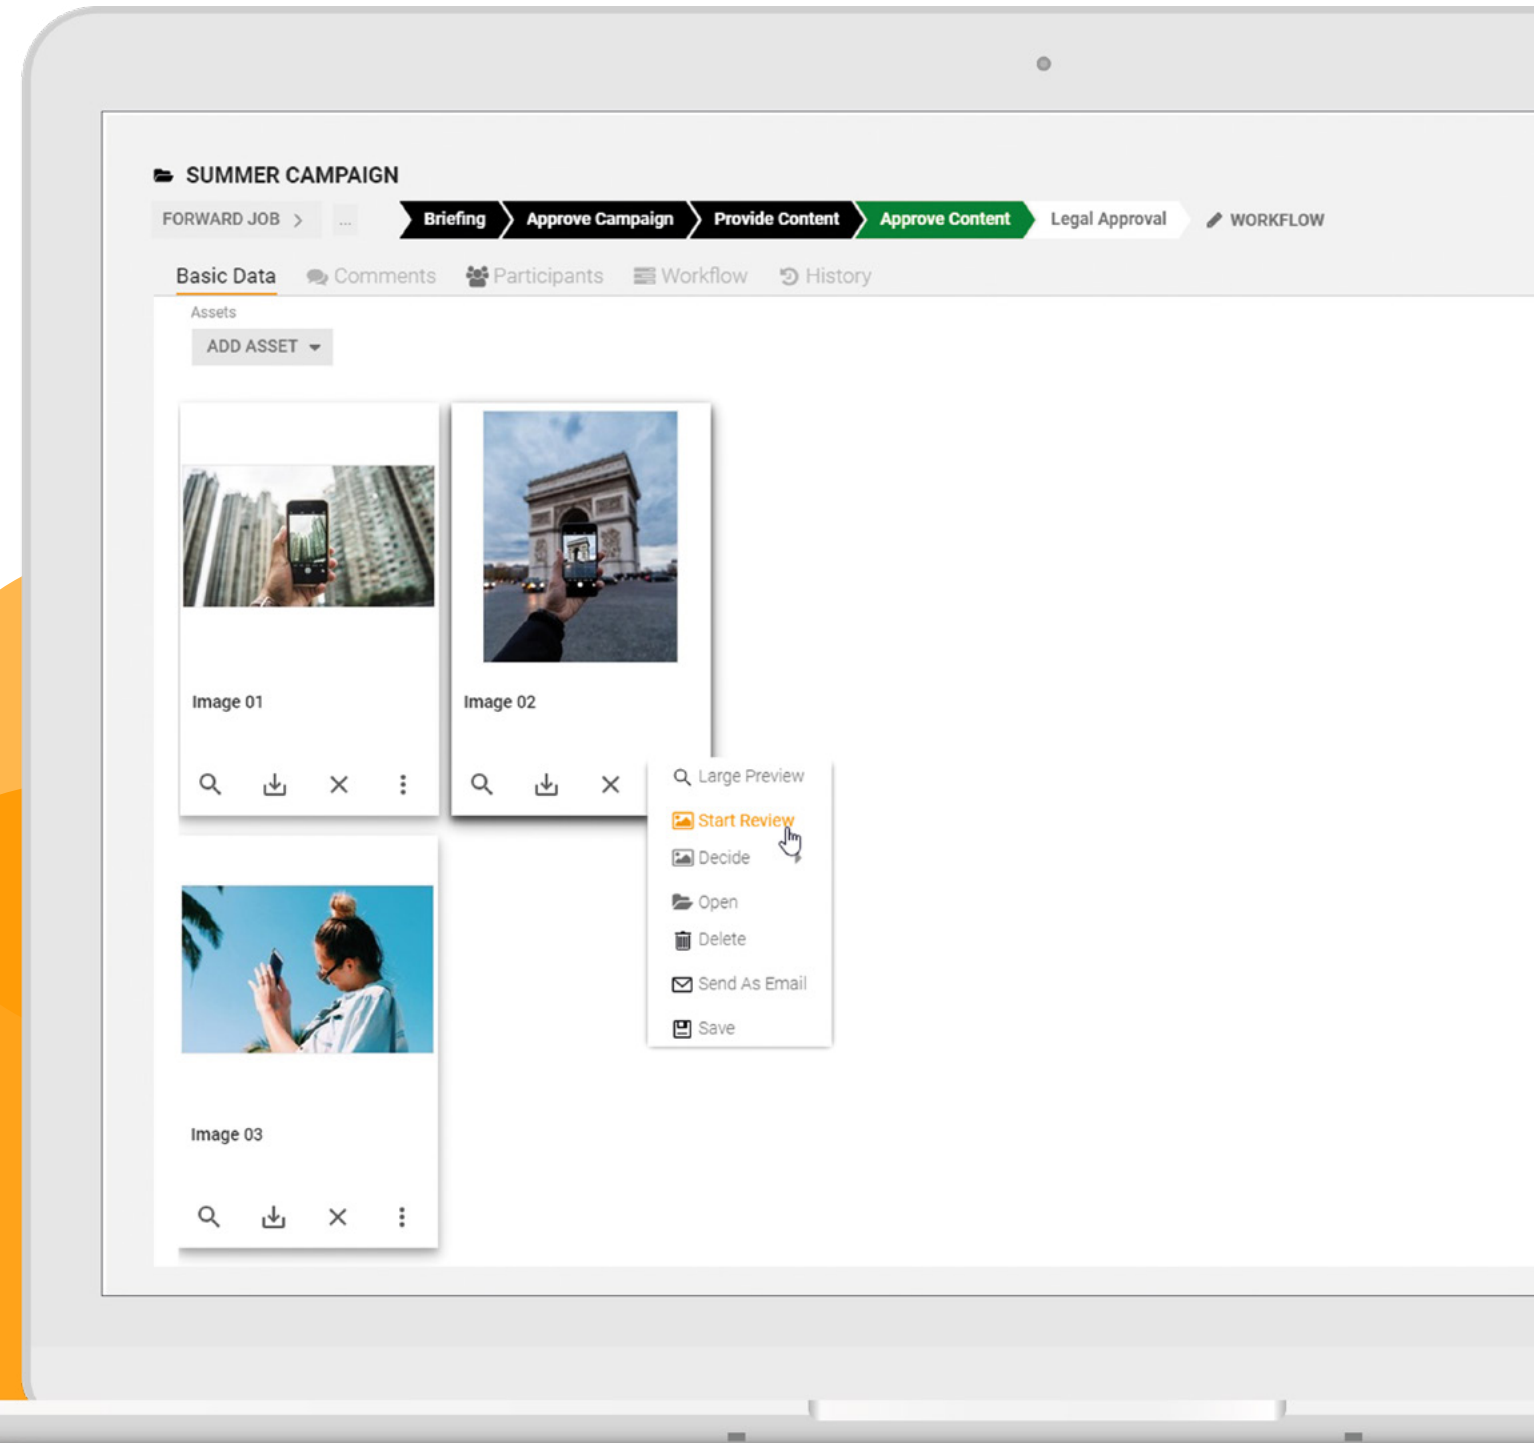 SUMMER CAMPAIGN
FORWARD JOB > ... Briefing Approve Campaign Provide Content Approve Content Legal Approval WORKFLOW
Basic Data Comments Participants Workflow History
Assets
ADD ASSET
Image 01 Image 02
Large Preview
Start Review
Decide
Open
Delete
Send As Email
Save
Image 03